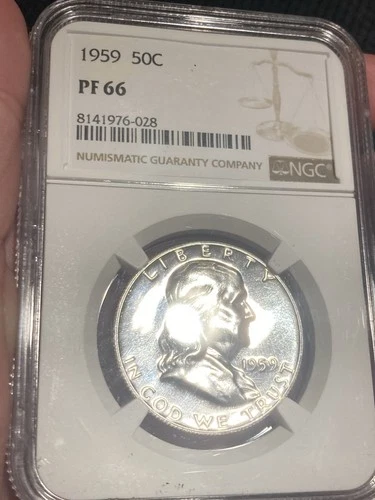 1959 50C
PF 66
8141976-028
NUMISMATIC GUARANTY COMPANY
NGC
LIBERTY
1959
IN GOD WE TRUST